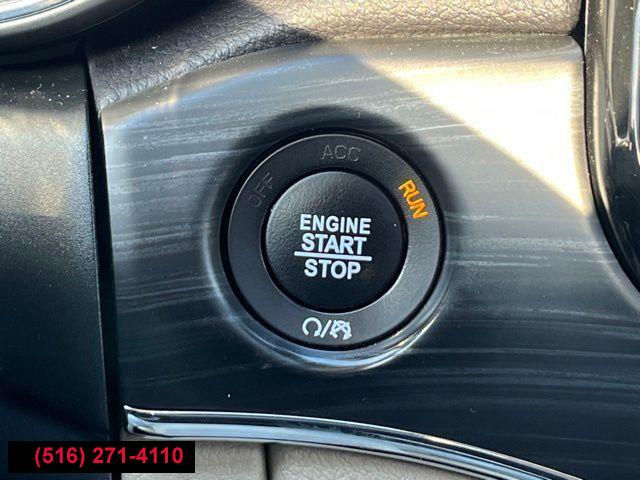 ACC
OFF
RUN
ENGINE
START
STOP
(516) 271-4110